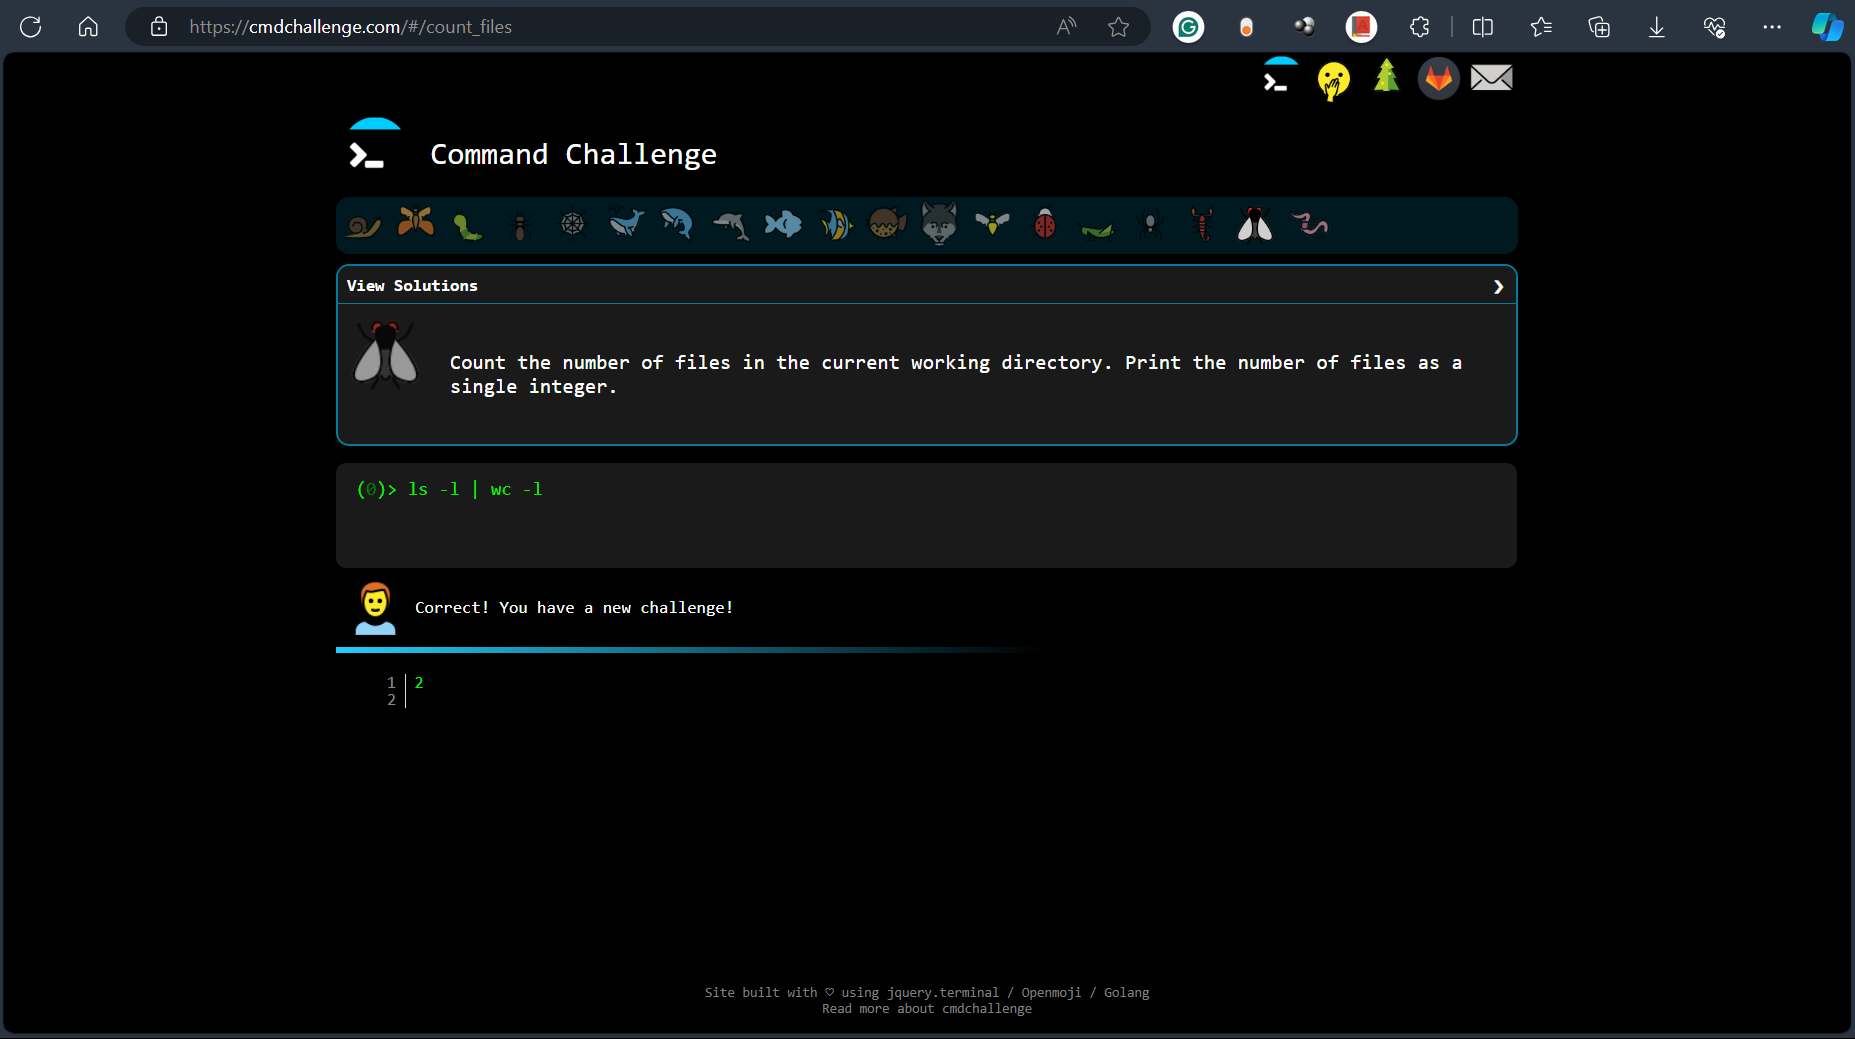 https://cmdchallenge.com/#/count_files
Command Challenge
View Solutions
Count the number of files in the current working directory. Print the number of files as a
single integer.
(0)> ls -l | wc -l
Correct! You have a new challenge!
1 2
2
Site built with ♡ using jquery.terminal / Openmoji / Golang
Read more about cmdchallenge